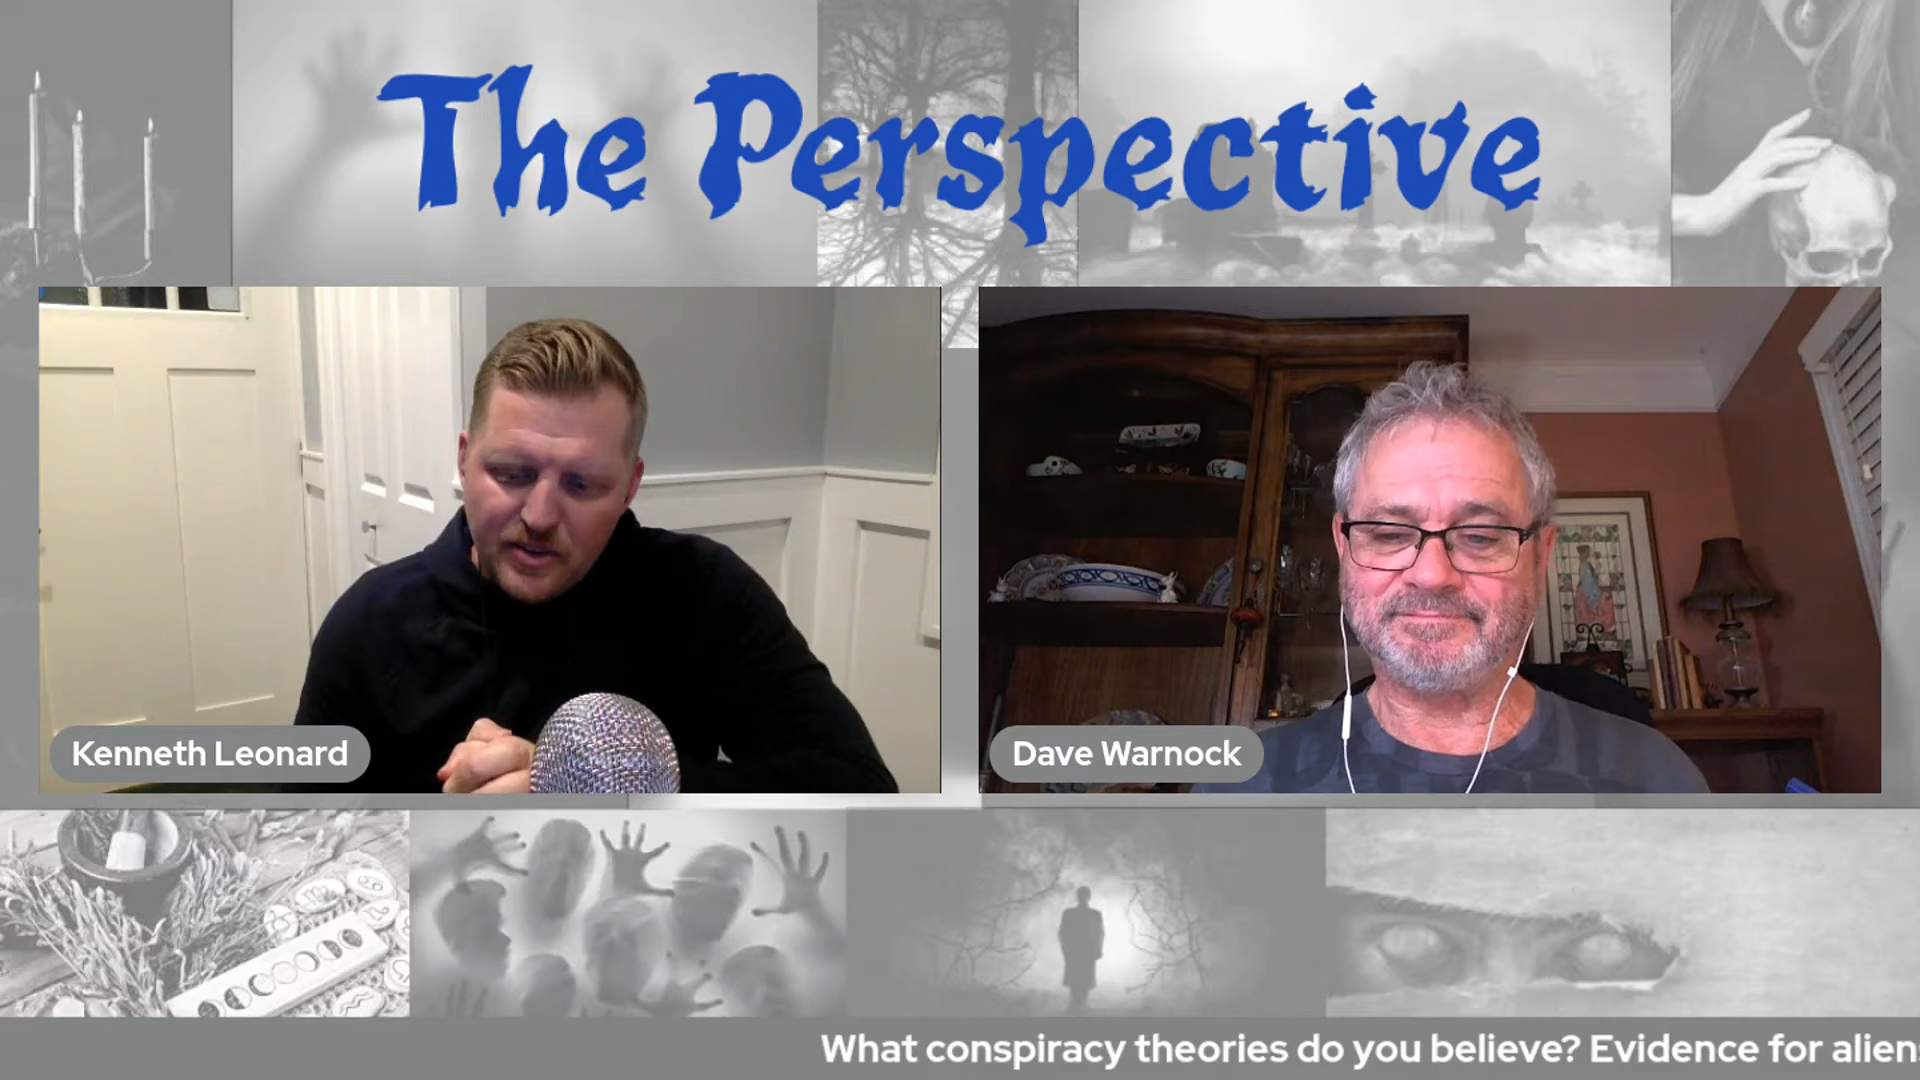 The Perspective
Kenneth Leonard
Dave Warnock
What conspiracy theories do you believe? Evidence for alien